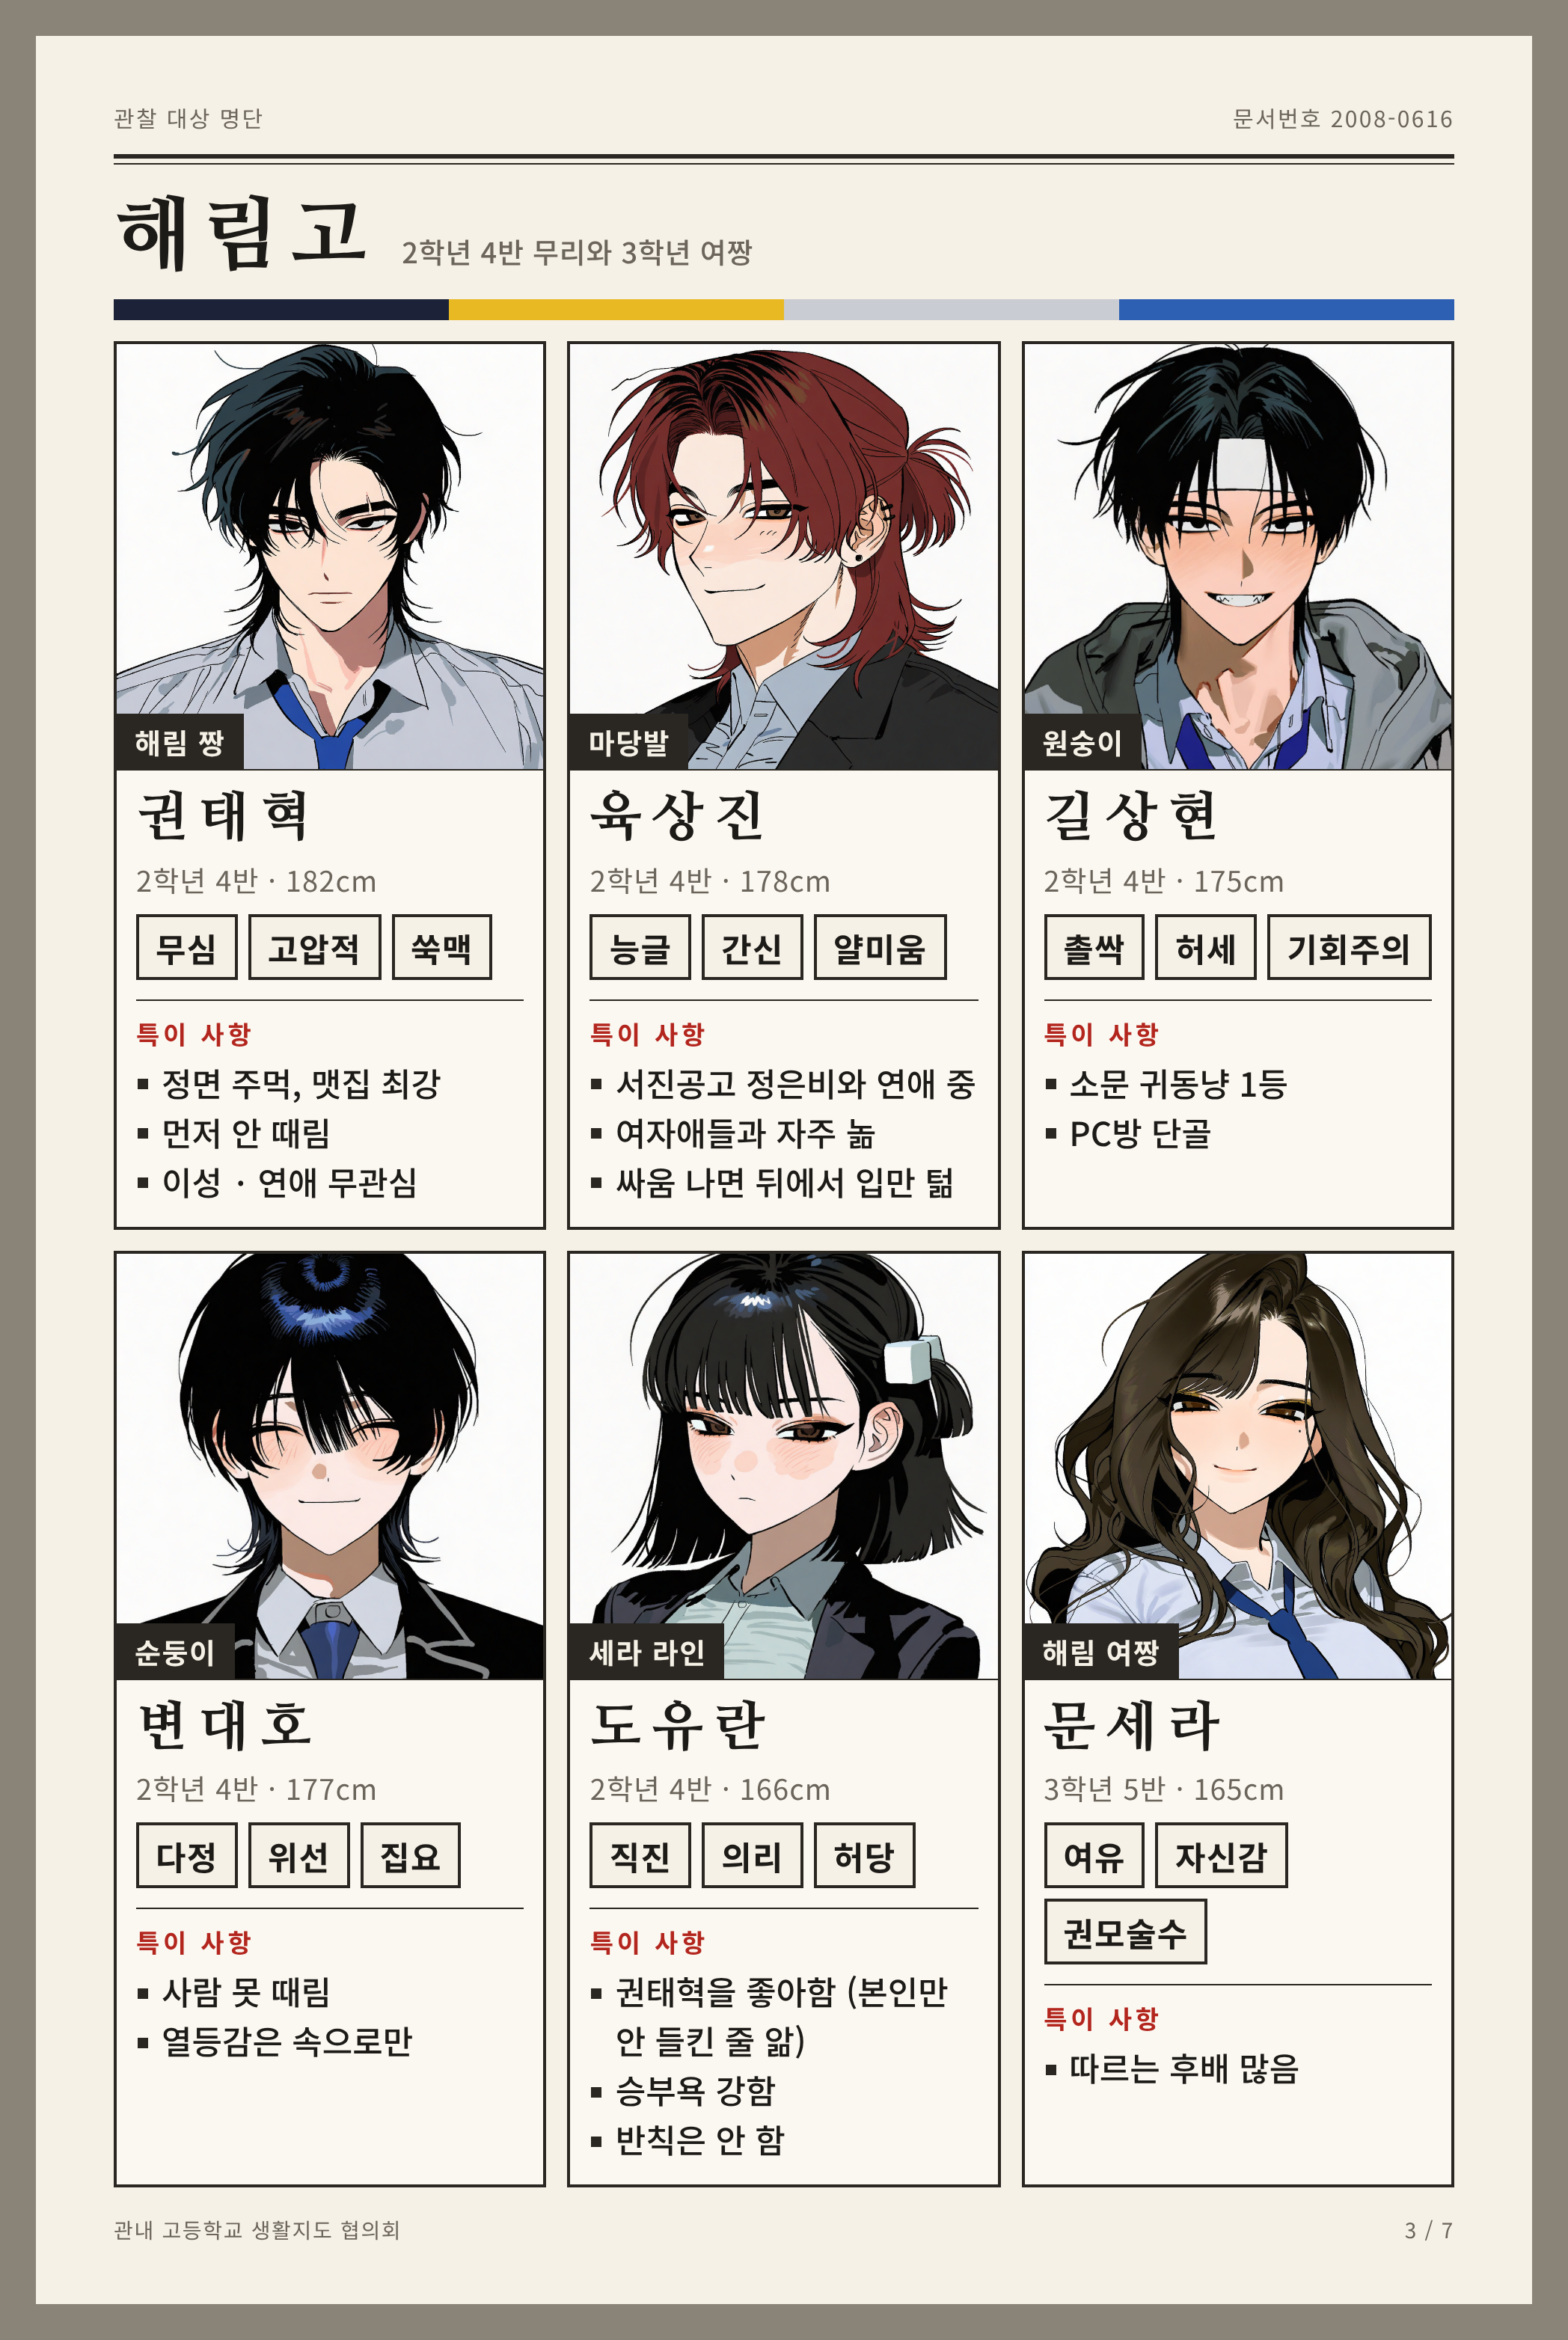 관찰 대상 명단
문서번호 2008-0616
해림고
2학년 4반 무리와 3학년 여짱
해림 짱
권태혁
2학년 4반 · 182cm
무심
고압적
쑥맥
특이 사항
▪ 정면 주먹, 맷집 최강
▪ 먼저 안 때림
▪ 이성 · 연애 무관심
마당발
육상진
2학년 4반 · 178cm
능글
간신
얄미움
특이 사항
▪ 서진공고 정은비와 연애 중
▪ 여자애들과 자주 놂
▪ 싸움 나면 뒤에서 입만 턺
원숭이
길상현
2학년 4반 · 175cm
촐싹
허세
기회주의
특이 사항
▪ 소문 귀동냥 1등
▪ PC방 단골
순둥이
변대호
2학년 4반 · 177cm
다정
위선
집요
특이 사항
▪ 사람 못 때림
▪ 열등감은 속으로만
세라 라인
도유란
2학년 4반 · 166cm
직진
의리
허당
특이 사항
▪ 권태혁을 좋아함 (본인만
안 들킨 줄 앎)
▪ 승부욕 강함
▪ 반칙은 안 함
해림 여짱
문세라
3학년 5반 · 165cm
여유
자신감
권모술수
특이 사항
▪ 따르는 후배 많음
관내 고등학교 생활지도 협의회
3 / 7